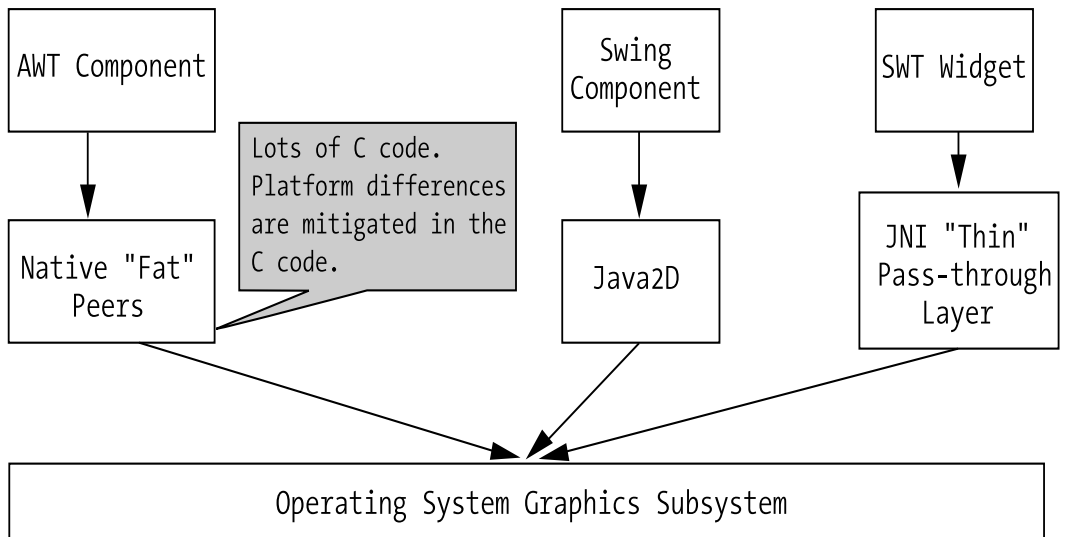 AWT Component
Swing
Component
SWT Widget
Lots of C code.
Platform differences
are mitigated in the
C code.
Native "Fat"
Peers
Java2D
JNI "Thin"
Pass-through
Layer
Operating System Graphics Subsystem